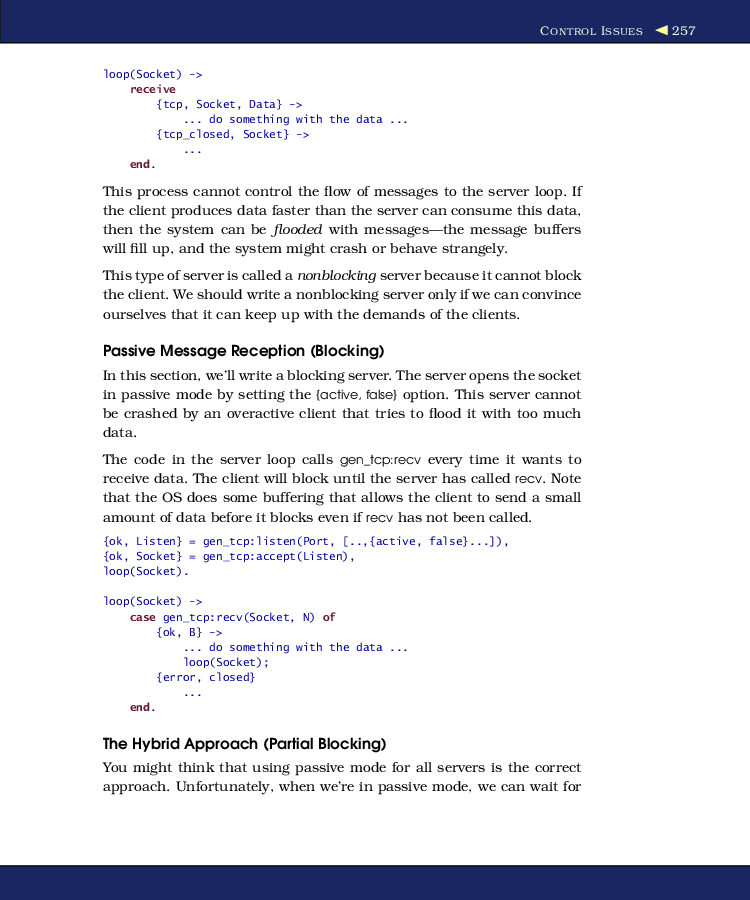 CONTROL ISSUES ◀ 257
loop(Socket) ->
    receive
        {tcp, Socket, Data} ->
            ... do something with the data ...
        {tcp_closed, Socket} ->
            ...
    end.
This process cannot control the flow of messages to the server loop. If
the client produces data faster than the server can consume this data,
then the system can be flooded with messages—the message buffers
will fill up, and the system might crash or behave strangely.
This type of server is called a nonblocking server because it cannot block
the client. We should write a nonblocking server only if we can convince
ourselves that it can keep up with the demands of the clients.
Passive Message Reception (Blocking)
In this section, we'll write a blocking server. The server opens the socket
in passive mode by setting the {active, false} option. This server cannot
be crashed by an overactive client that tries to flood it with too much
data.
The code in the server loop calls gen_tcp:recv every time it wants to
receive data. The client will block until the server has called recv. Note
that the OS does some buffering that allows the client to send a small
amount of data before it blocks even if recv has not been called.
{ok, Listen} = gen_tcp:listen(Port, [..,{active, false}...]),
{ok, Socket} = gen_tcp:accept(Listen),
loop(Socket).
loop(Socket) ->
    case gen_tcp:recv(Socket, N) of
        {ok, B} ->
            ... do something with the data ...
            loop(Socket);
        {error, closed}
            ...
    end.
The Hybrid Approach (Partial Blocking)
You might think that using passive mode for all servers is the correct
approach. Unfortunately, when we're in passive mode, we can wait for